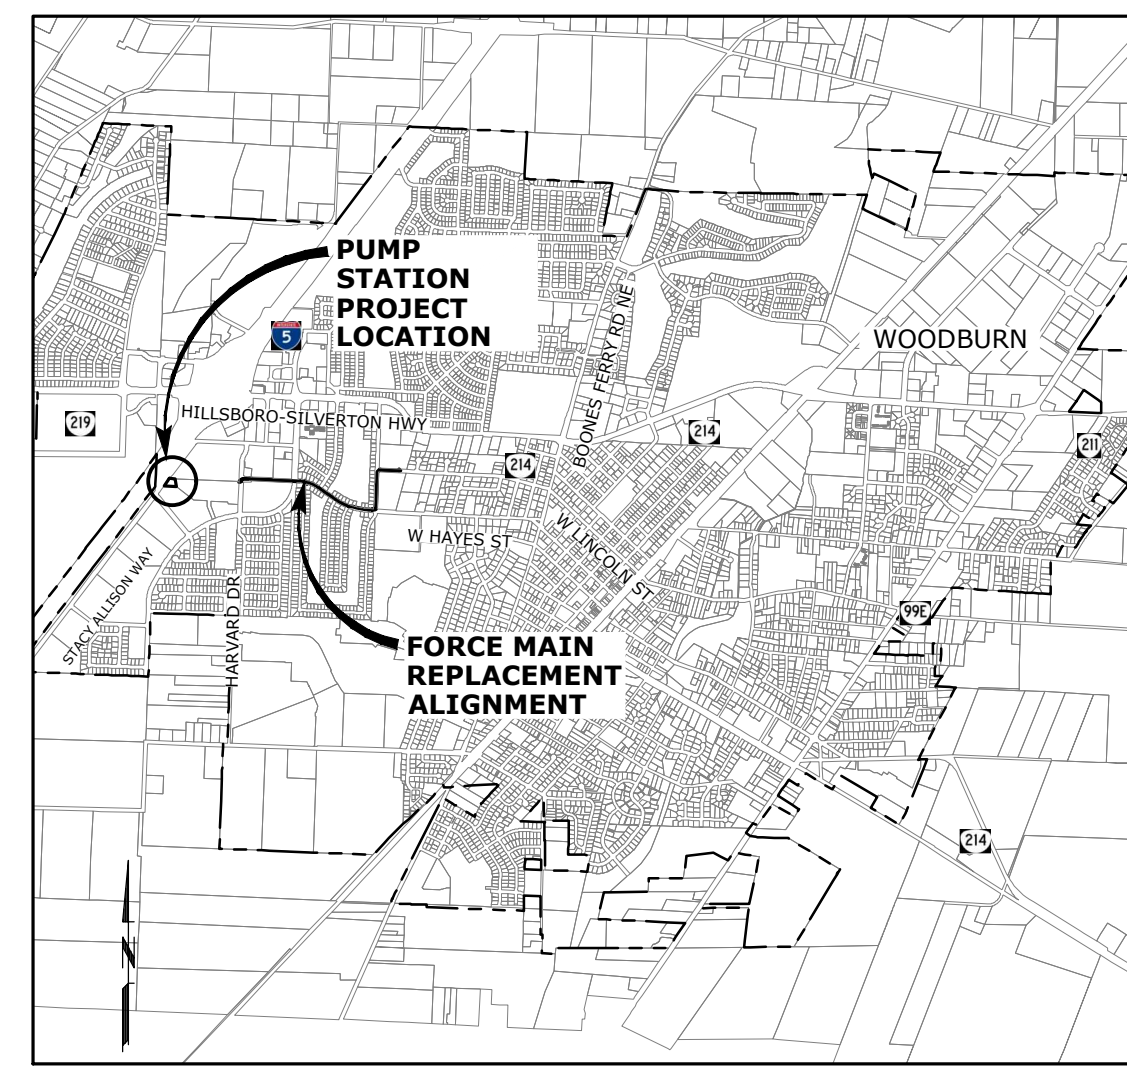 PUMP
STATION
PROJECT
LOCATION
5
WOODBURN
BOONES FERRY RD NE
219
HILLSBORO-SILVERTON HWY
214
211
214
W HAYES ST
W LINCOLN ST
STACY ALLISON WAY
HARVARD DR
99E
FORCE MAIN
REPLACEMENT
ALIGNMENT
214
N